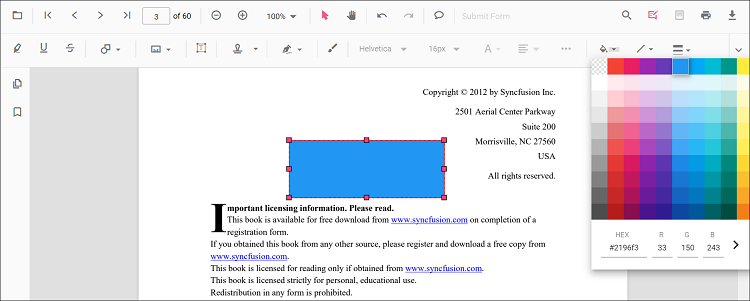 3 of 60 100% Submit Form
Helvetica 16px A
Copyright © 2012 by Syncfusion Inc.
2501 Aerial Center Parkway
Suite 200
Morrisville, NC 27560
USA
All rights reserved.
Important licensing information. Please read.
This book is available for free download from www.syncfusion.com on completion of a
registration form.
If you obtained this book from any other source, please register and download a free copy from
www.syncfusion.com.
This book is licensed for reading only if obtained from www.syncfusion.com.
This book is licensed strictly for personal, educational use.
Redistribution in any form is prohibited.
HEX R G B
#2196f3 33 150 243